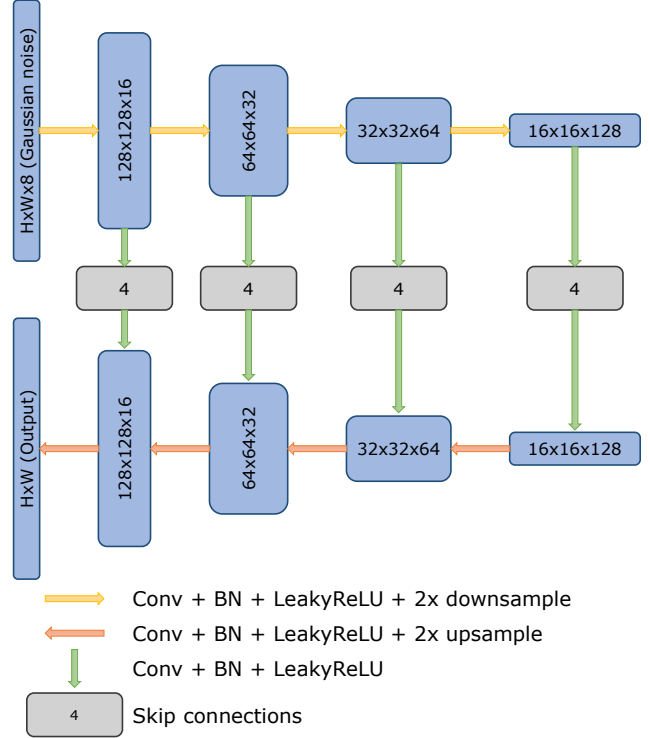 HxWx8 (Gaussian noise)
128x128x16
64x64x32
32x32x64
16x16x128
4
4
4
4
HxW (Output)
128x128x16
64x64x32
32x32x64
16x16x128
Conv + BN + LeakyReLU + 2x downsample
Conv + BN + LeakyReLU + 2x upsample
Conv + BN + LeakyReLU
4
Skip connections